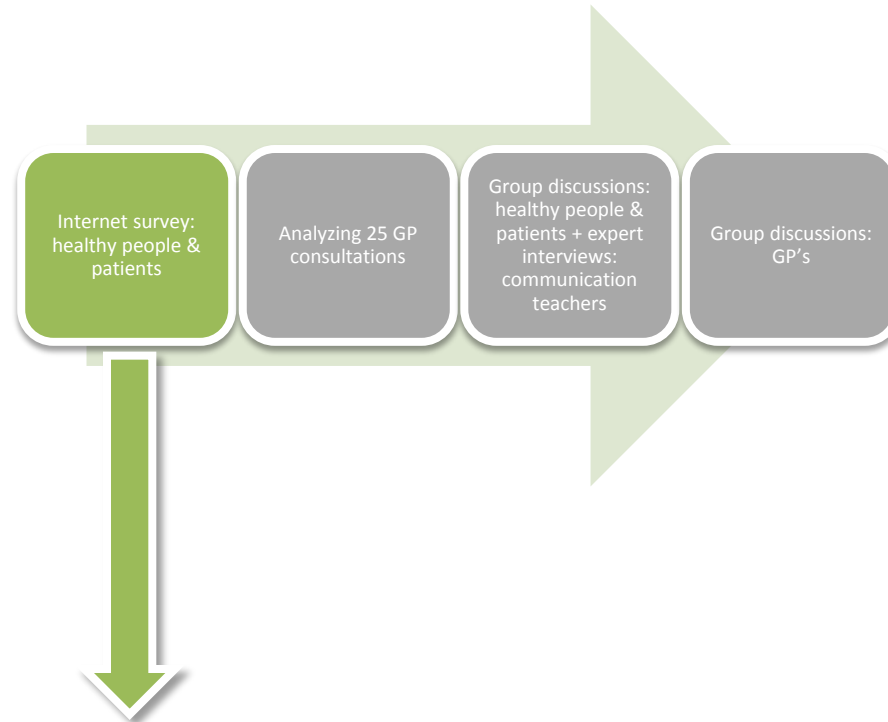 Internet survey:
healthy people &
patients
Analyzing 25 GP
consultations
Group discussions:
healthy people &
patients + expert
interviews:
communication
teachers
Group discussions:
GP’s